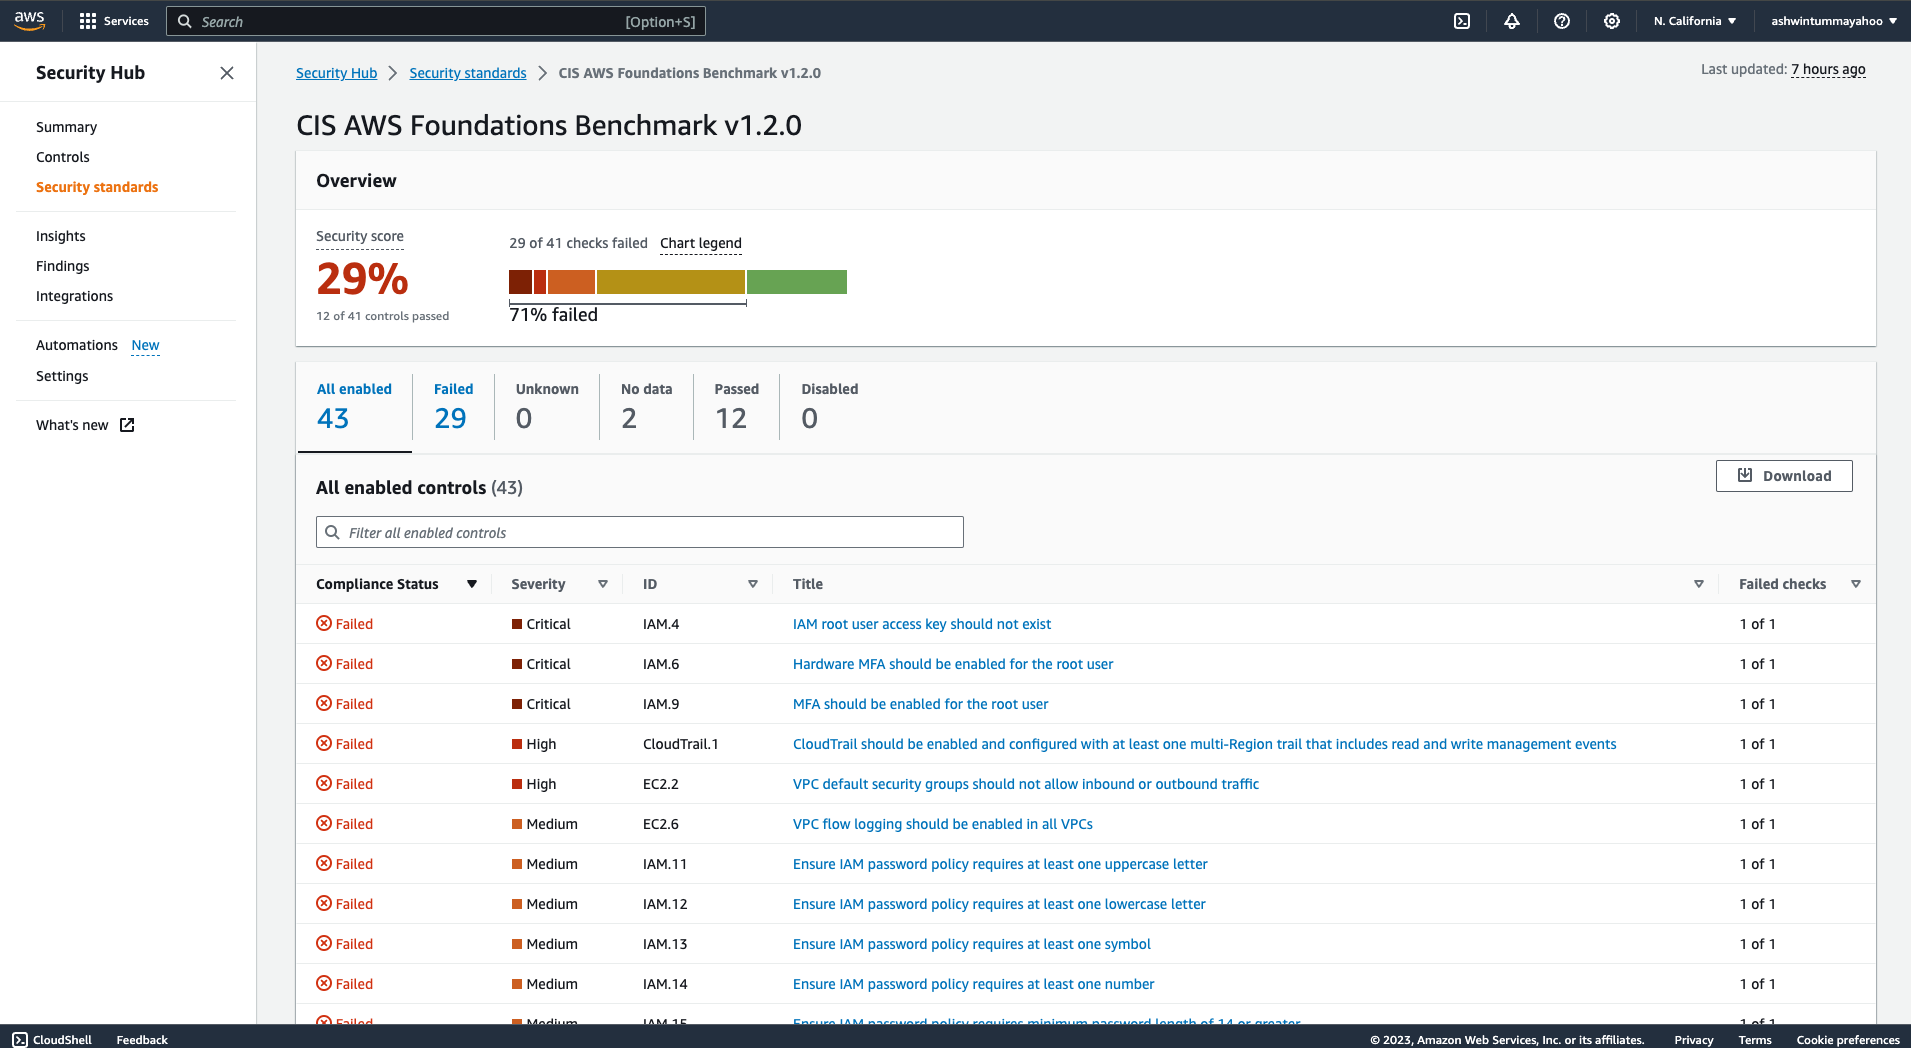 aws
Services
Search
[Option+S]
N. California
ashwintummayahoo
Security Hub
Summary
Controls
Security standards
Insights
Findings
Integrations
Automations New
Settings
What's new
Security Hub
Security standards
CIS AWS Foundations Benchmark v1.2.0
Last updated: 7 hours ago
CIS AWS Foundations Benchmark v1.2.0
Overview
Security score
29%
12 of 41 controls passed
29 of 41 checks failed Chart legend
71% failed
All enabled
43
Failed
29
Unknown
0
No data
2
Passed
12
Disabled
0
All enabled controls (43)
Download
Filter all enabled controls
Compliance Status Severity ID Title Failed checks
Failed Critical IAM.4 IAM root user access key should not exist 1 of 1
Failed Critical IAM.6 Hardware MFA should be enabled for the root user 1 of 1
Failed Critical IAM.9 MFA should be enabled for the root user 1 of 1
Failed High CloudTrail.1 CloudTrail should be enabled and configured with at least one multi-Region trail that includes read and write management events 1 of 1
Failed High EC2.2 VPC default security groups should not allow inbound or outbound traffic 1 of 1
Failed Medium EC2.6 VPC flow logging should be enabled in all VPCs 1 of 1
Failed Medium IAM.11 Ensure IAM password policy requires at least one uppercase letter 1 of 1
Failed Medium IAM.12 Ensure IAM password policy requires at least one lowercase letter 1 of 1
Failed Medium IAM.13 Ensure IAM password policy requires at least one symbol 1 of 1
Failed Medium IAM.14 Ensure IAM password policy requires at least one number 1 of 1
Failed Medium IAM.15 Ensure IAM password policy requires minimum password length of 14 or greater 1 of 1
CloudShell
Feedback
© 2023, Amazon Web Services, Inc. or its affiliates.
Privacy
Terms
Cookie preferences